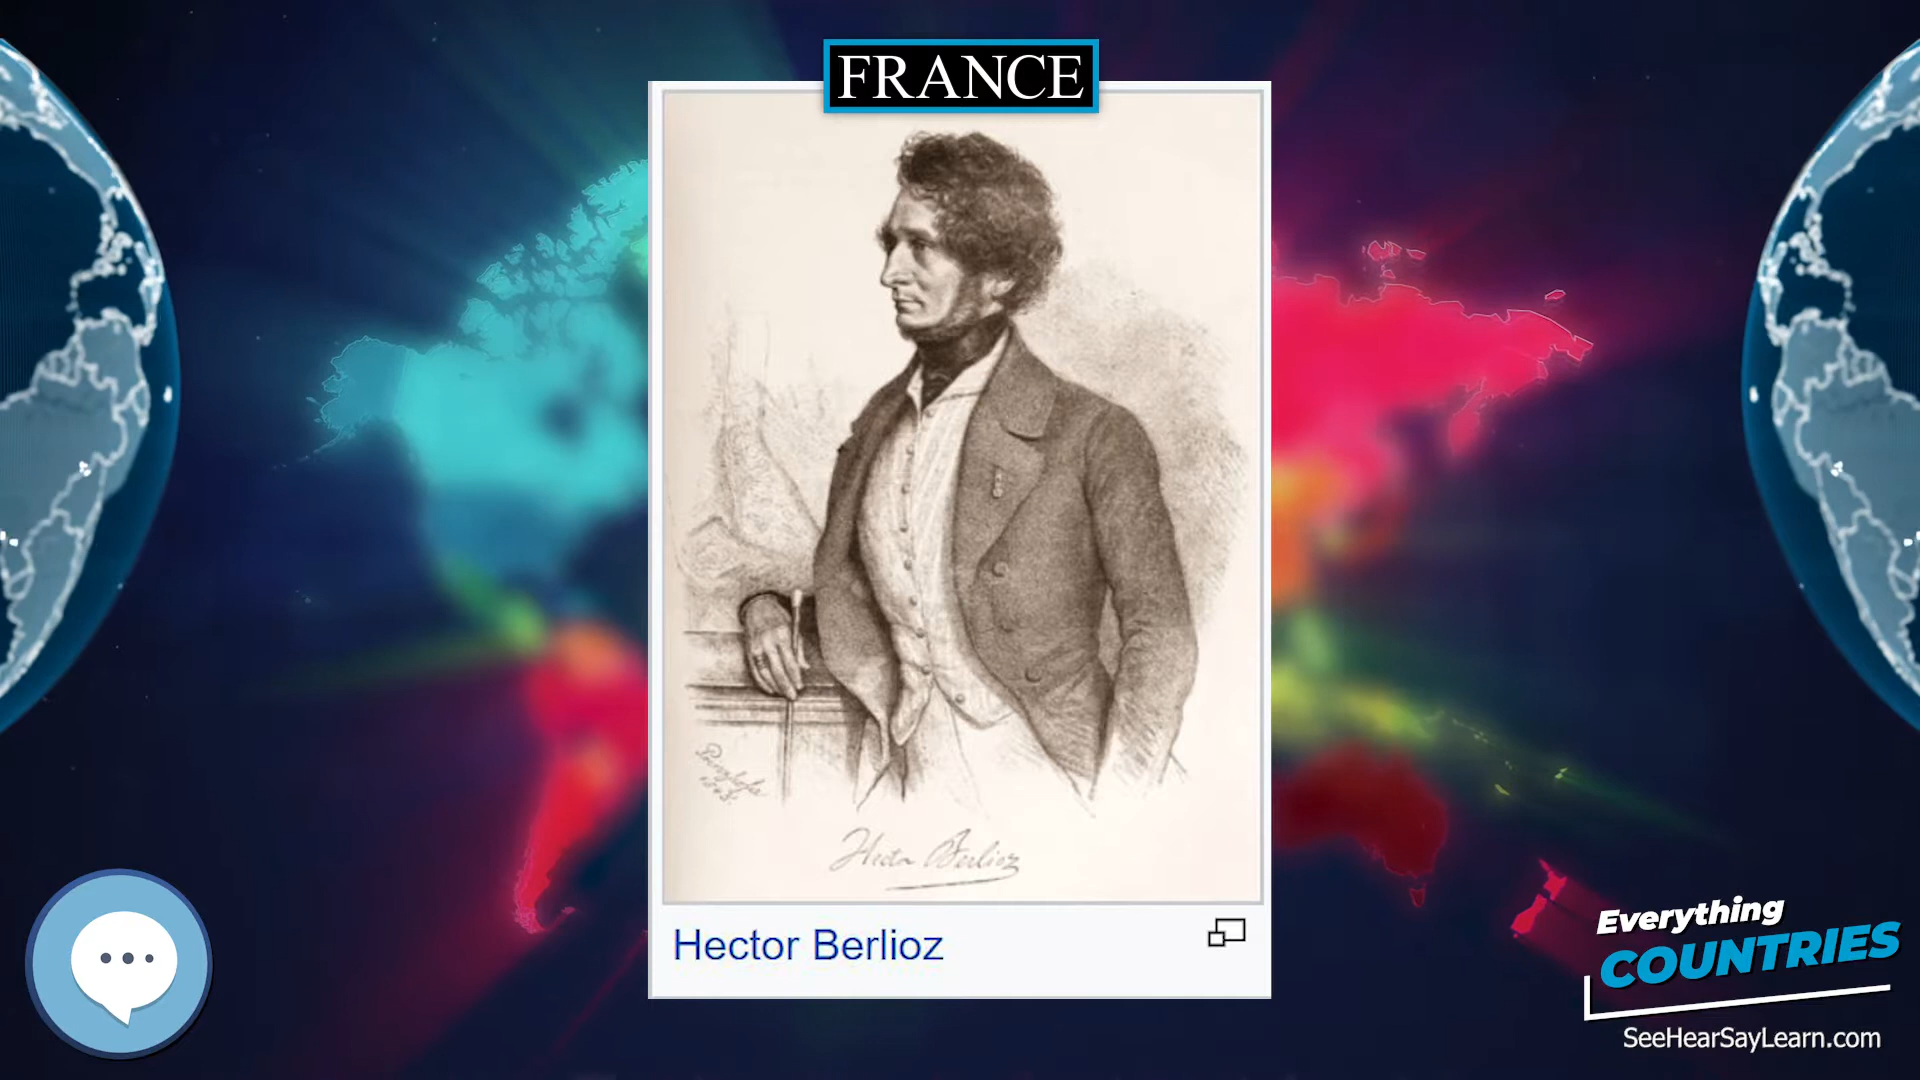 FRANCE
Hector Berlioz
Hector Berlioz
Everything
COUNTRIES
SeeHearSayLearn.com